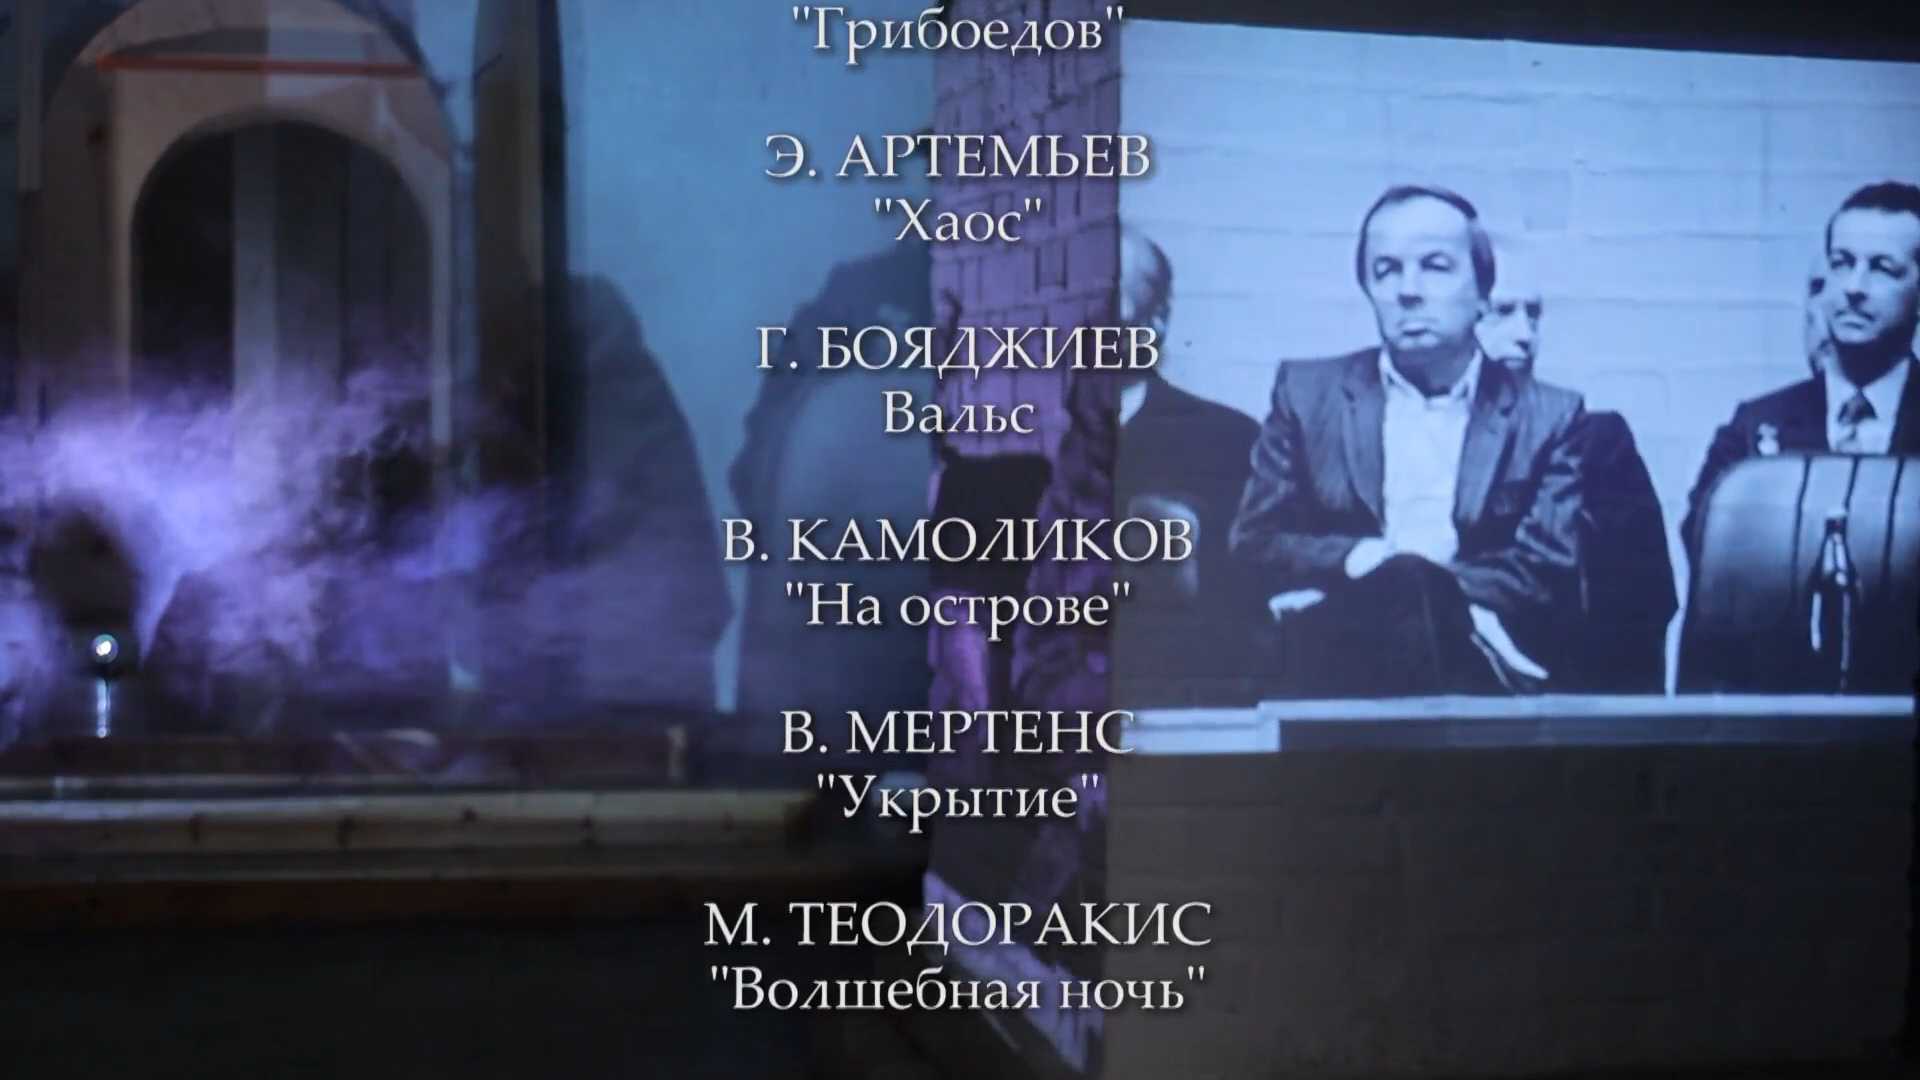 "Грибоедов"
Э. АРТЕМЬЕВ
"Хаос"
Г. БОЯДЖИЕВ
Вальс
В. КАМОЛИКОВ
"На острове"
В. МЕРТЕНС
"Укрытие"
М. ТЕОДОРАКИС
"Волшебная ночь"